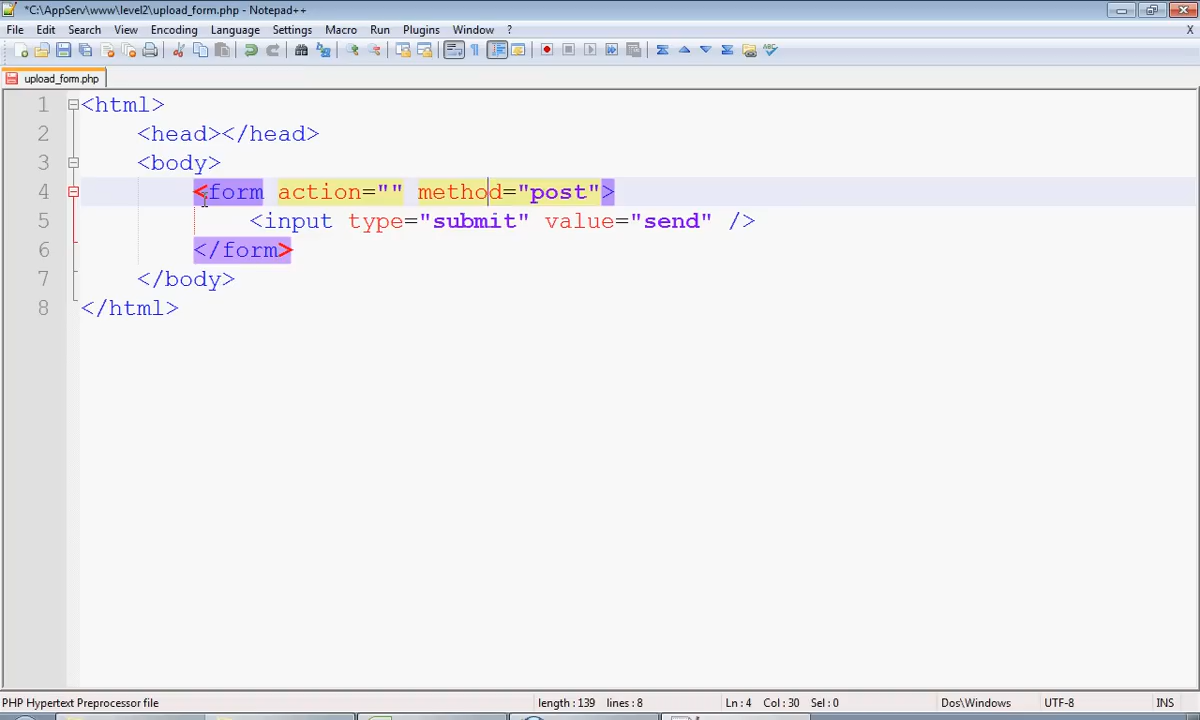 *C:\AppServ\www\level2\upload_form.php - Notepad++
File Edit Search View Encoding Language Settings Macro Run Plugins Window ? X
upload_form.php
1 <html>
2 <head></head>
3 <body>
4 <form action="" method="post">
5 <input type="submit" value="send" />
6 </form>
7 </body>
8 </html>
PHP Hypertext Preprocessor file length : 139 lines : 8 Ln : 4 Col : 30 Sel : 0 Dos\Windows UTF-8 INS